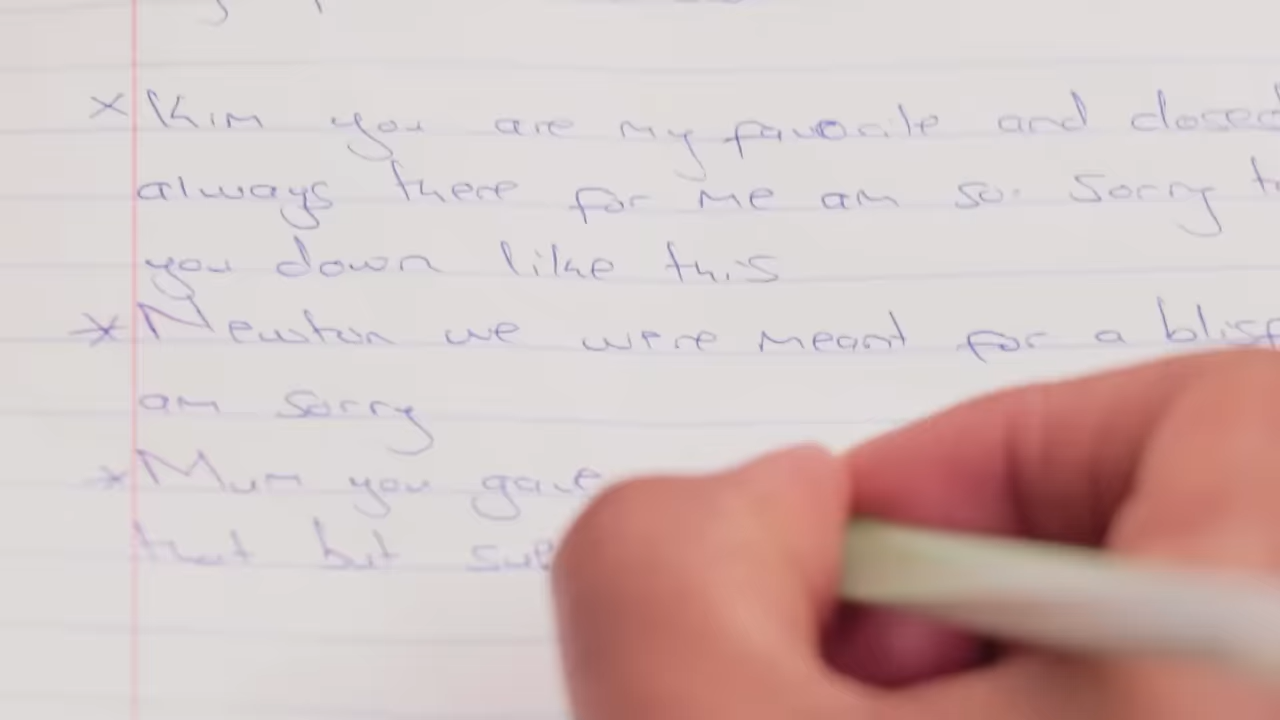 × Kim you are my favorite and
always there for me am so sorry
you down like this
* Newton we were meant for a
am sorry
* Mum you gave
that but